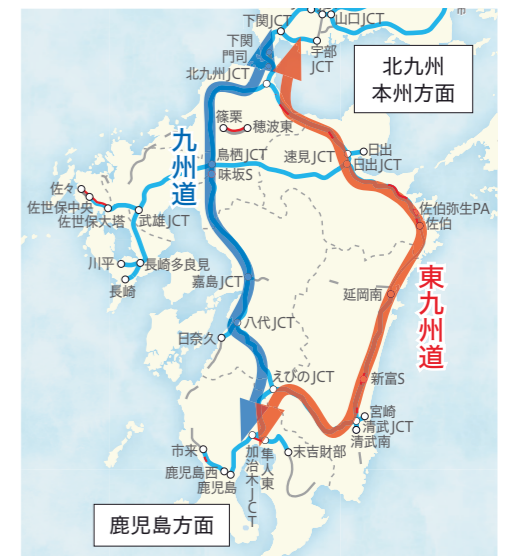 下関JCT
山口JCT
市
下関
門司
宇部
JCT
北九州JCT
北九州
本州方面
篠栗
穂波東
九州道
鳥栖JCT
味坂S
速見JCT
日出
日出JCT
佐々
佐世保中央
佐世保大塔
武雄JCT
佐伯弥生PA
佐伯
川平
長崎多良見
長崎
嘉島JCT
延岡南
東九州道
日奈久
八代JCT
えびのJCT
新富S
宮崎
清武JCT
清武南
市来
鹿児島西
鹿児島
加治木JCT
隼人東
末吉財部
鹿児島方面